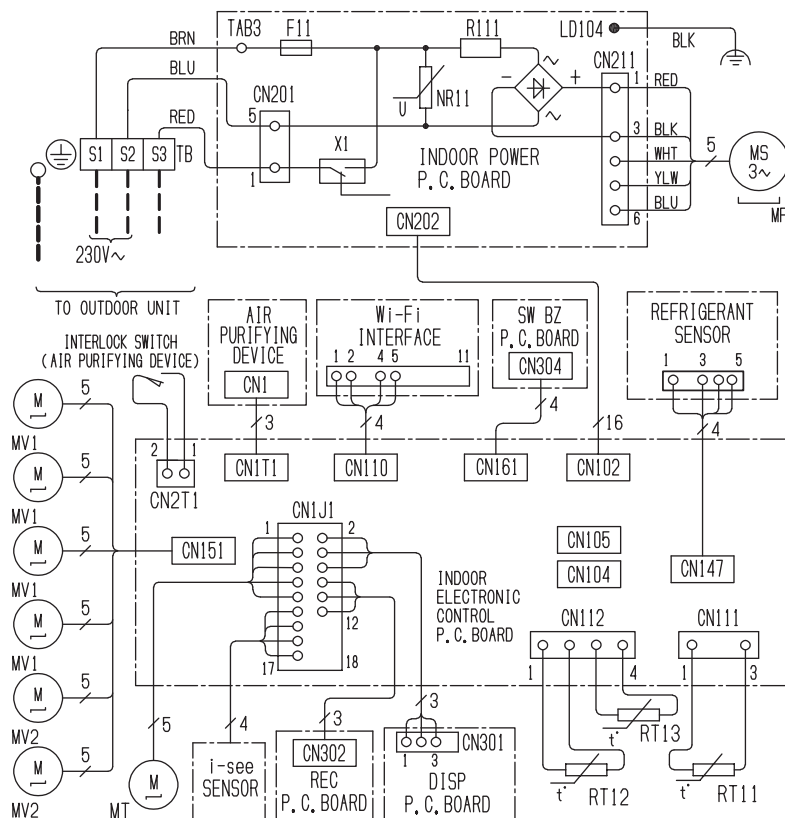 TAB3
F11
R111
LD104
BRN
BLK
BLU
CN211
CN201
RED
1
RED
5
U
NR11
−
+
~
~
3
BLK
X1
S1
S2
S3
TB
1
INDOOR POWER
P.C.BOARD
WHT
5
MS
3~
YLW
BLU
6
MF
CN202
230V~
TO OUTDOOR UNIT
INTERLOCK SWITCH
(AIR PURIFYING DEVICE)
AIR
PURIFYING
DEVICE
CN1
3
Wi-Fi
INTERFACE
1 2 4 5 11
4
SW BZ
P.C.BOARD
CN304
4
16
REFRIGERANT
SENSOR
1 3 5
4
5
M
MV1
2 1
CN2T1
CN1T1
CN110
CN161
CN102
5
M
MV1
5
M
MV1
5
M
MV1
5
M
MV2
5
M
MV2
CN151
CN1J1
1 2
12
17 18
CN105
CN104
CN147
INDOOR
ELECTRONIC
CONTROL
P.C.BOARD
CN112
1 4
CN111
1 3
5
M
MT
4
i-see
SENSOR
3
CN302
REC
P.C.BOARD
3
CN301
1 3
DISP
P.C.BOARD
t°
RT13
t°
RT12
t°
RT11